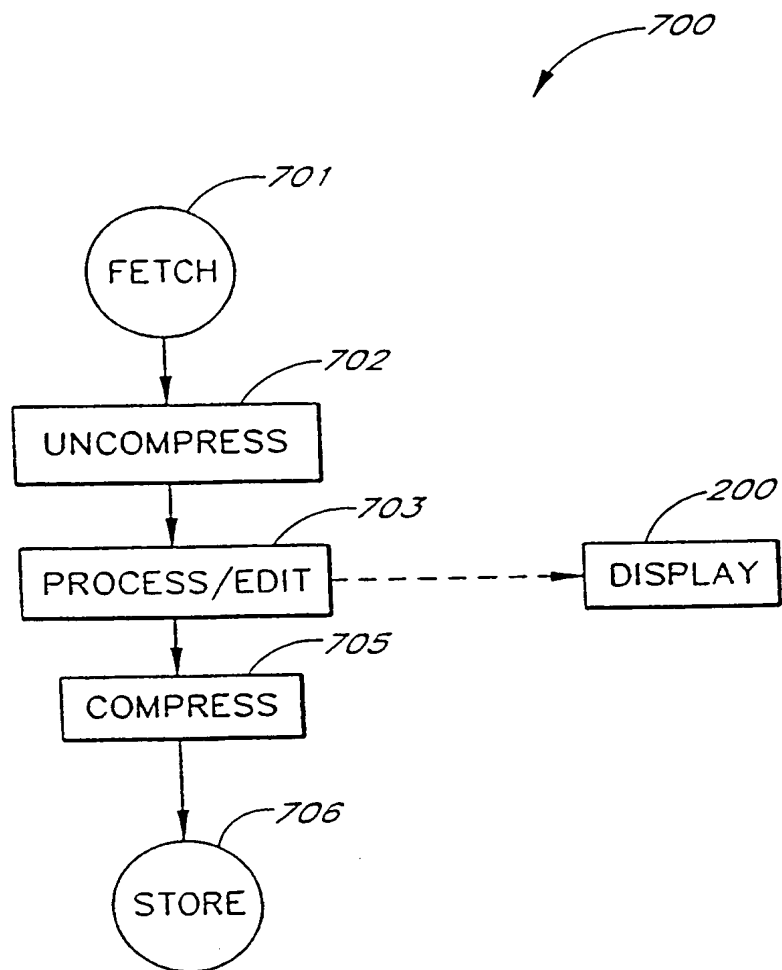 700
701
FETCH
702
UNCOMPRESS
703
PROCESS/EDIT
200
DISPLAY
705
COMPRESS
706
STORE